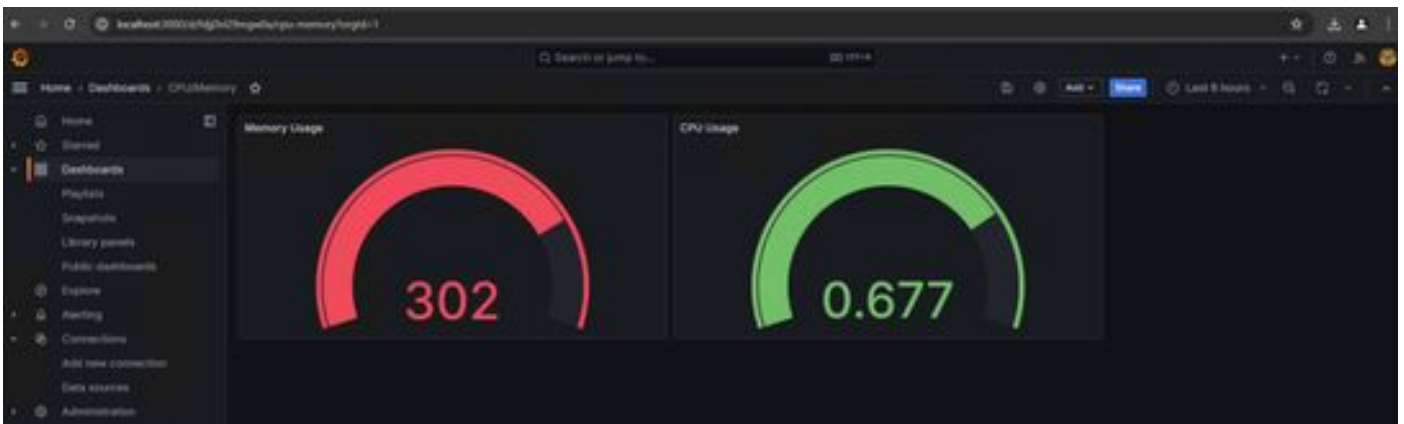 localhost:3000
Search or jump to...
Home › Dashboards › CPU/Memory
Add
Share
Last 6 hours
Home
Starred
Dashboards
Playlists
Snapshots
Library panels
Public dashboards
Explore
Alerting
Connections
Add new connection
Data sources
Administration
Memory Usage
302
CPU Usage
0.677